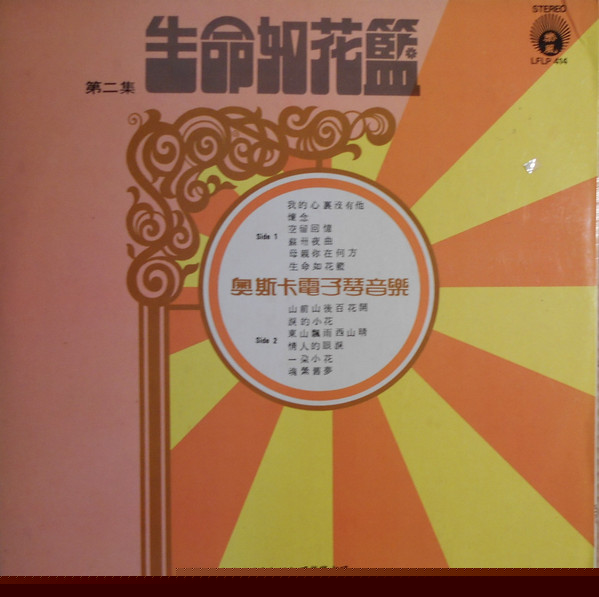 生命如花籃
第二集
STEREO
LFLP 414
Side 1
我的心裏沒有他
懷念
空留回憶
蘇州夜曲
母親你在何方
生命如花籃
奧斯卡電子琴音樂
Side 2
山前山後百花開
淚的小花
東山飄雨西山晴
情人的眼淚
一朵小花
魂縈舊夢